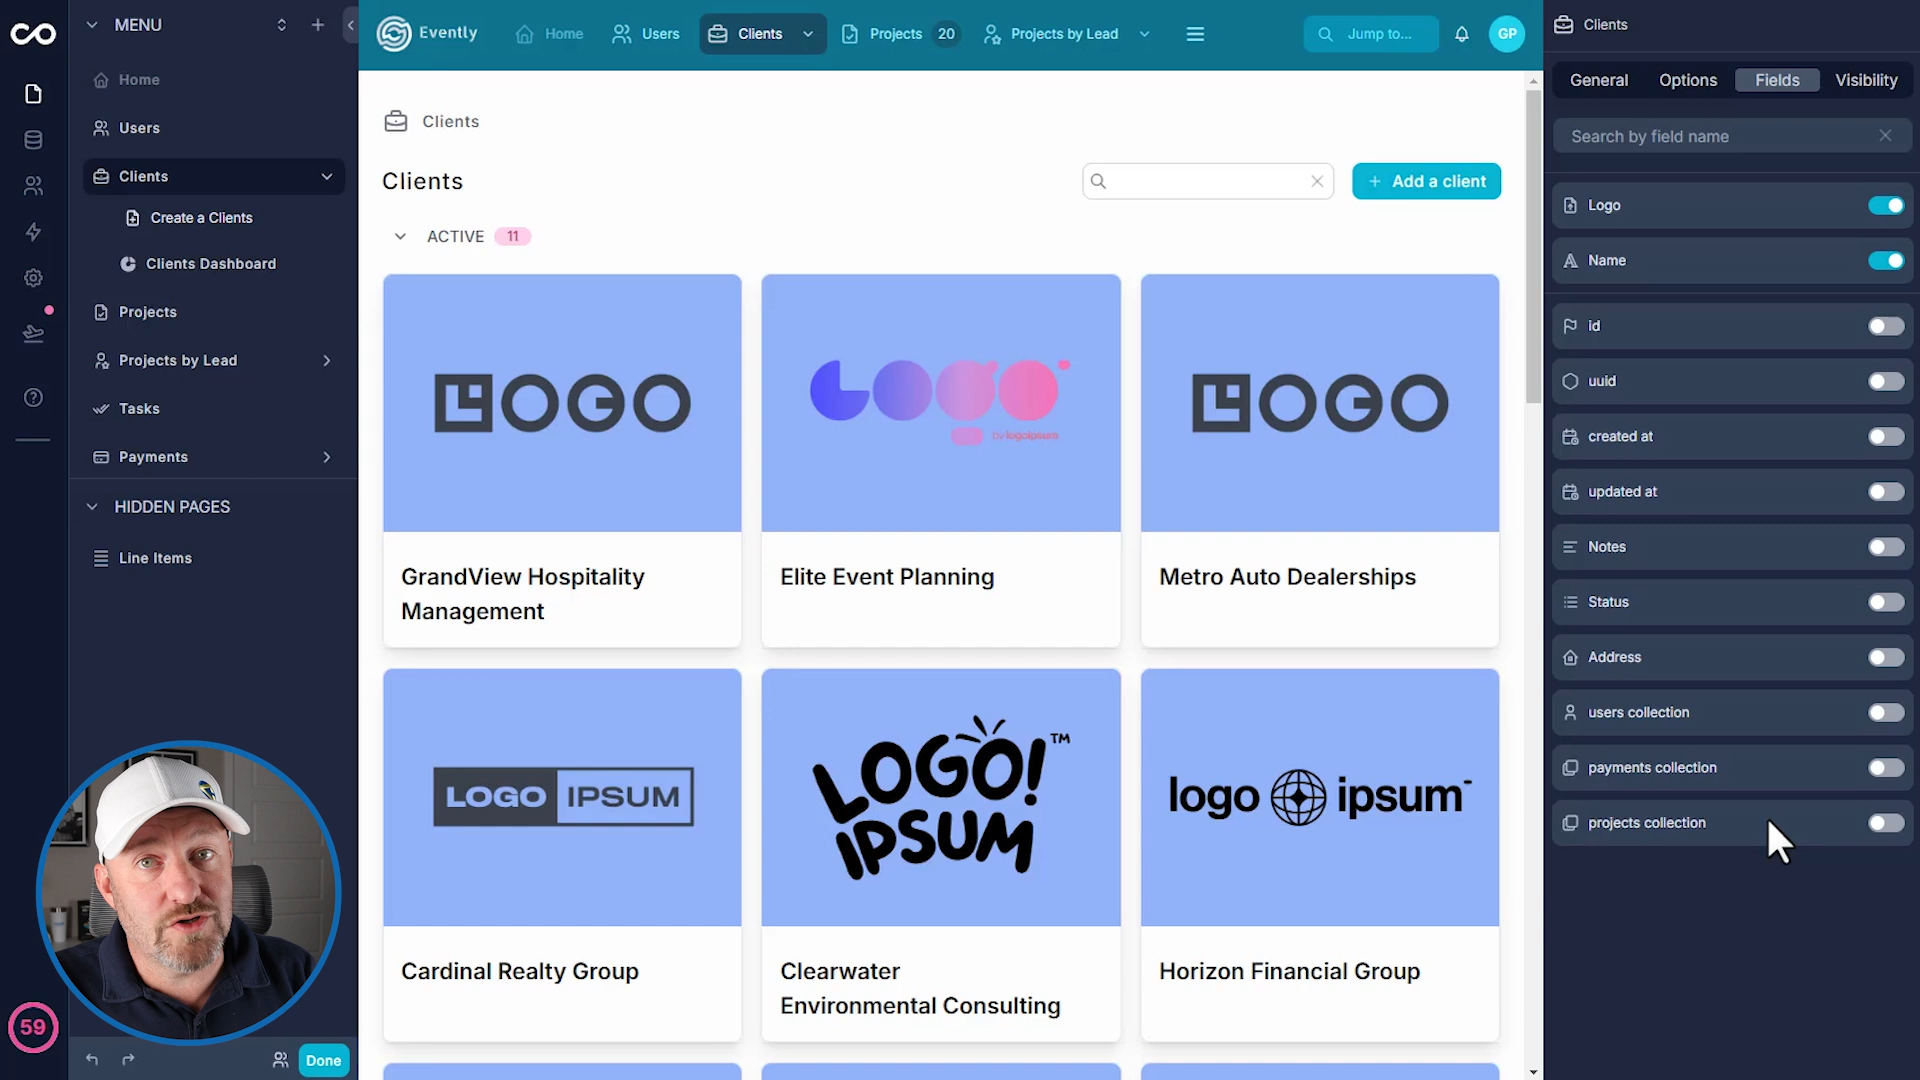 MENU
Home
Users
Clients
Create a Clients
Clients Dashboard
Projects
Projects by Lead
Tasks
Payments
HIDDEN PAGES
Line Items
59
Done
Evently
Home
Users
Clients
Projects 20
Projects by Lead
Jump to...
GP
Clients
Clients
Add a client
ACTIVE 11
LOGO
LOGO
by logoipsum
LOGO
GrandView Hospitality
Management
Elite Event Planning
Metro Auto Dealerships
LOGO IPSUM
LOGO! ™
IPSUM
logo ipsum
Cardinal Realty Group
Clearwater
Environmental Consulting
Horizon Financial Group
Clients
General Options Fields Visibility
Search by field name
Logo
Name
id
uuid
created at
updated at
Notes
Status
Address
users collection
payments collection
projects collection